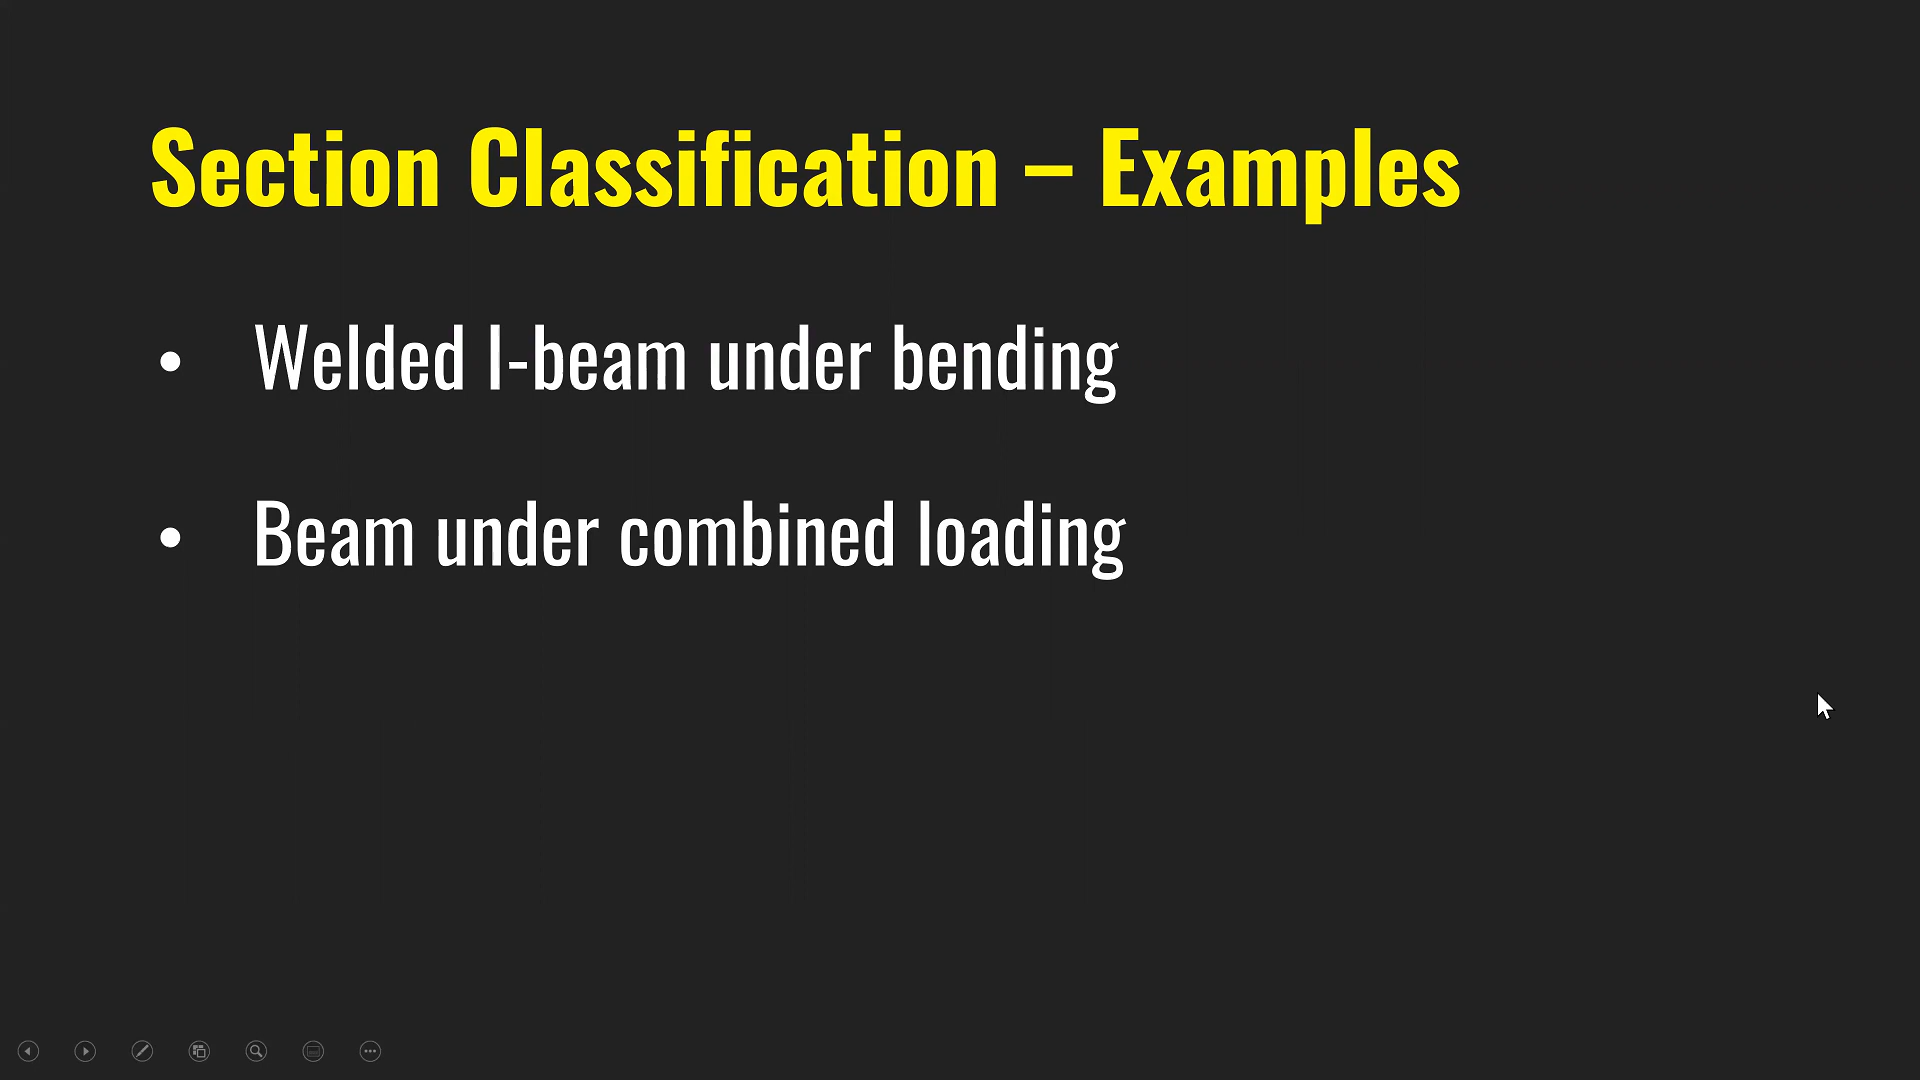 Section Classification – Examples
• Welded I-beam under bending
• Beam under combined loading